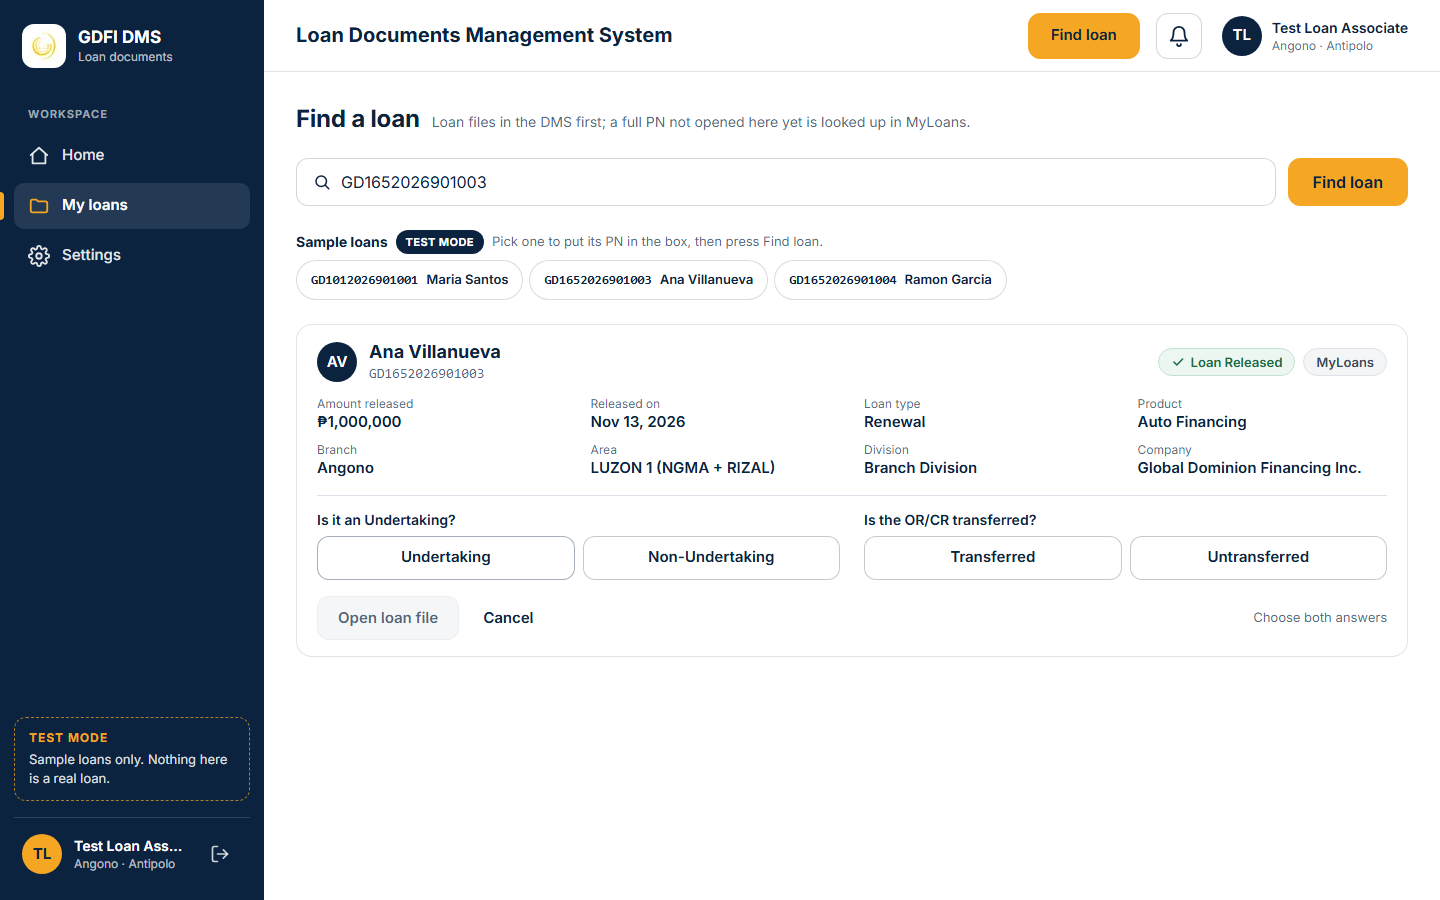 GDFI DMS
Loan documents
WORKSPACE
Home
My loans
Settings
TEST MODE
Sample loans only. Nothing here
is a real loan.
TL
Test Loan Ass...
Angono · Antipolo
Loan Documents Management System
Find loan
TL
Test Loan Associate
Angono · Antipolo
Find a loan
Loan files in the DMS first; a full PN not opened here yet is looked up in MyLoans.
GD1652026901003
Find loan
Sample loans TEST MODE Pick one to put its PN in the box, then press Find loan.
GD1012026901001 Maria Santos
GD1652026901003 Ana Villanueva
GD1652026901004 Ramon Garcia
AV
Ana Villanueva
GD1652026901003
Loan Released
MyLoans
Amount released
₱1,000,000
Released on
Nov 13, 2026
Loan type
Renewal
Product
Auto Financing
Branch
Angono
Area
LUZON 1 (NGMA + RIZAL)
Division
Branch Division
Company
Global Dominion Financing Inc.
Is it an Undertaking?
Undertaking
Non-Undertaking
Is the OR/CR transferred?
Transferred
Untransferred
Open loan file
Cancel
Choose both answers